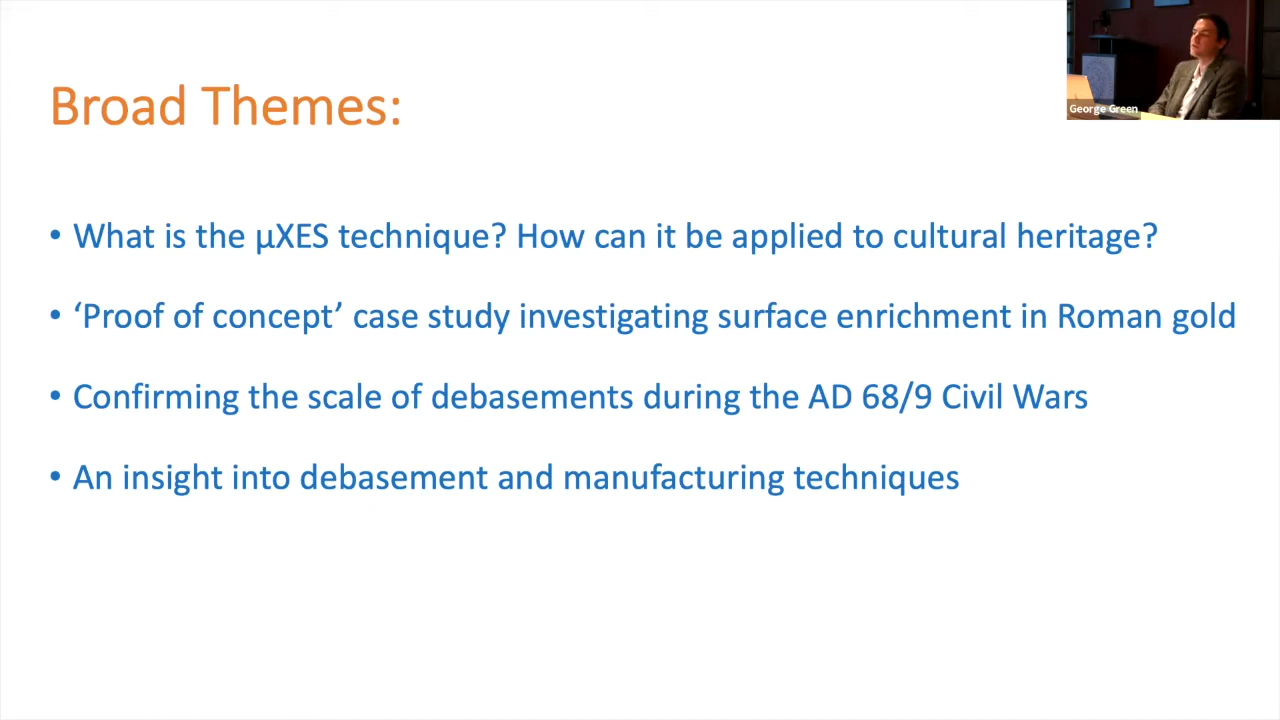 George Green
Broad Themes:
• What is the µXES technique? How can it be applied to cultural heritage?
• ‘Proof of concept’ case study investigating surface enrichment in Roman gold
• Confirming the scale of debasements during the AD 68/9 Civil Wars
• An insight into debasement and manufacturing techniques